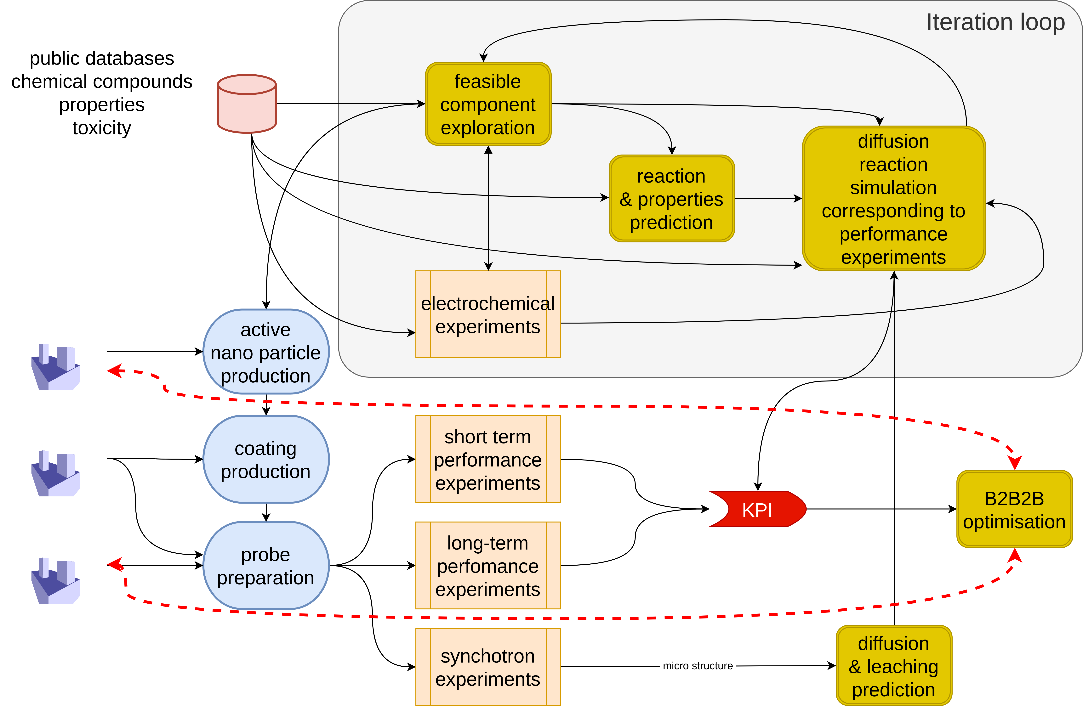 Iteration loop
public databases
chemical compounds
properties
toxicity
feasible
component
exploration
diffusion
reaction
simulation
corresponding to
performance
experiments
reaction
& properties
prediction
electrochemical
experiments
active
nano particle
production
coating
production
short term
performance
experiments
KPI
B2B2B
optimisation
probe
preparation
long-term
perfomance
experiments
synchotron
experiments
micro structure
diffusion
& leaching
prediction